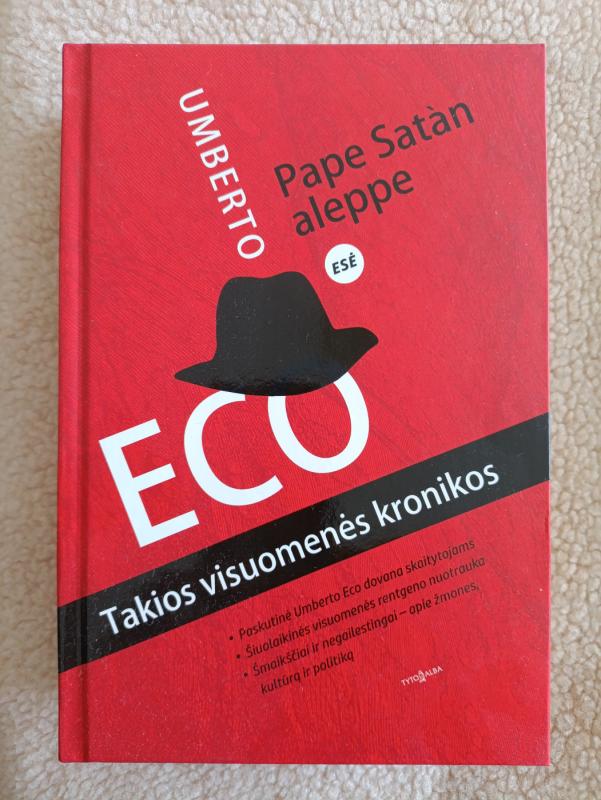 UMBERTO
ECO
Pape Satàn
aleppe
ESĖ
Takios visuomenės kronikos
• Paskutinė Umberto Eco dovana skaitytojams
• Šiuolaikinės visuomenės rentgeno nuotrauka
• Šmaikščiai ir negailestingai – apie žmones,
kultūrą ir politiką
TYTO ALBA